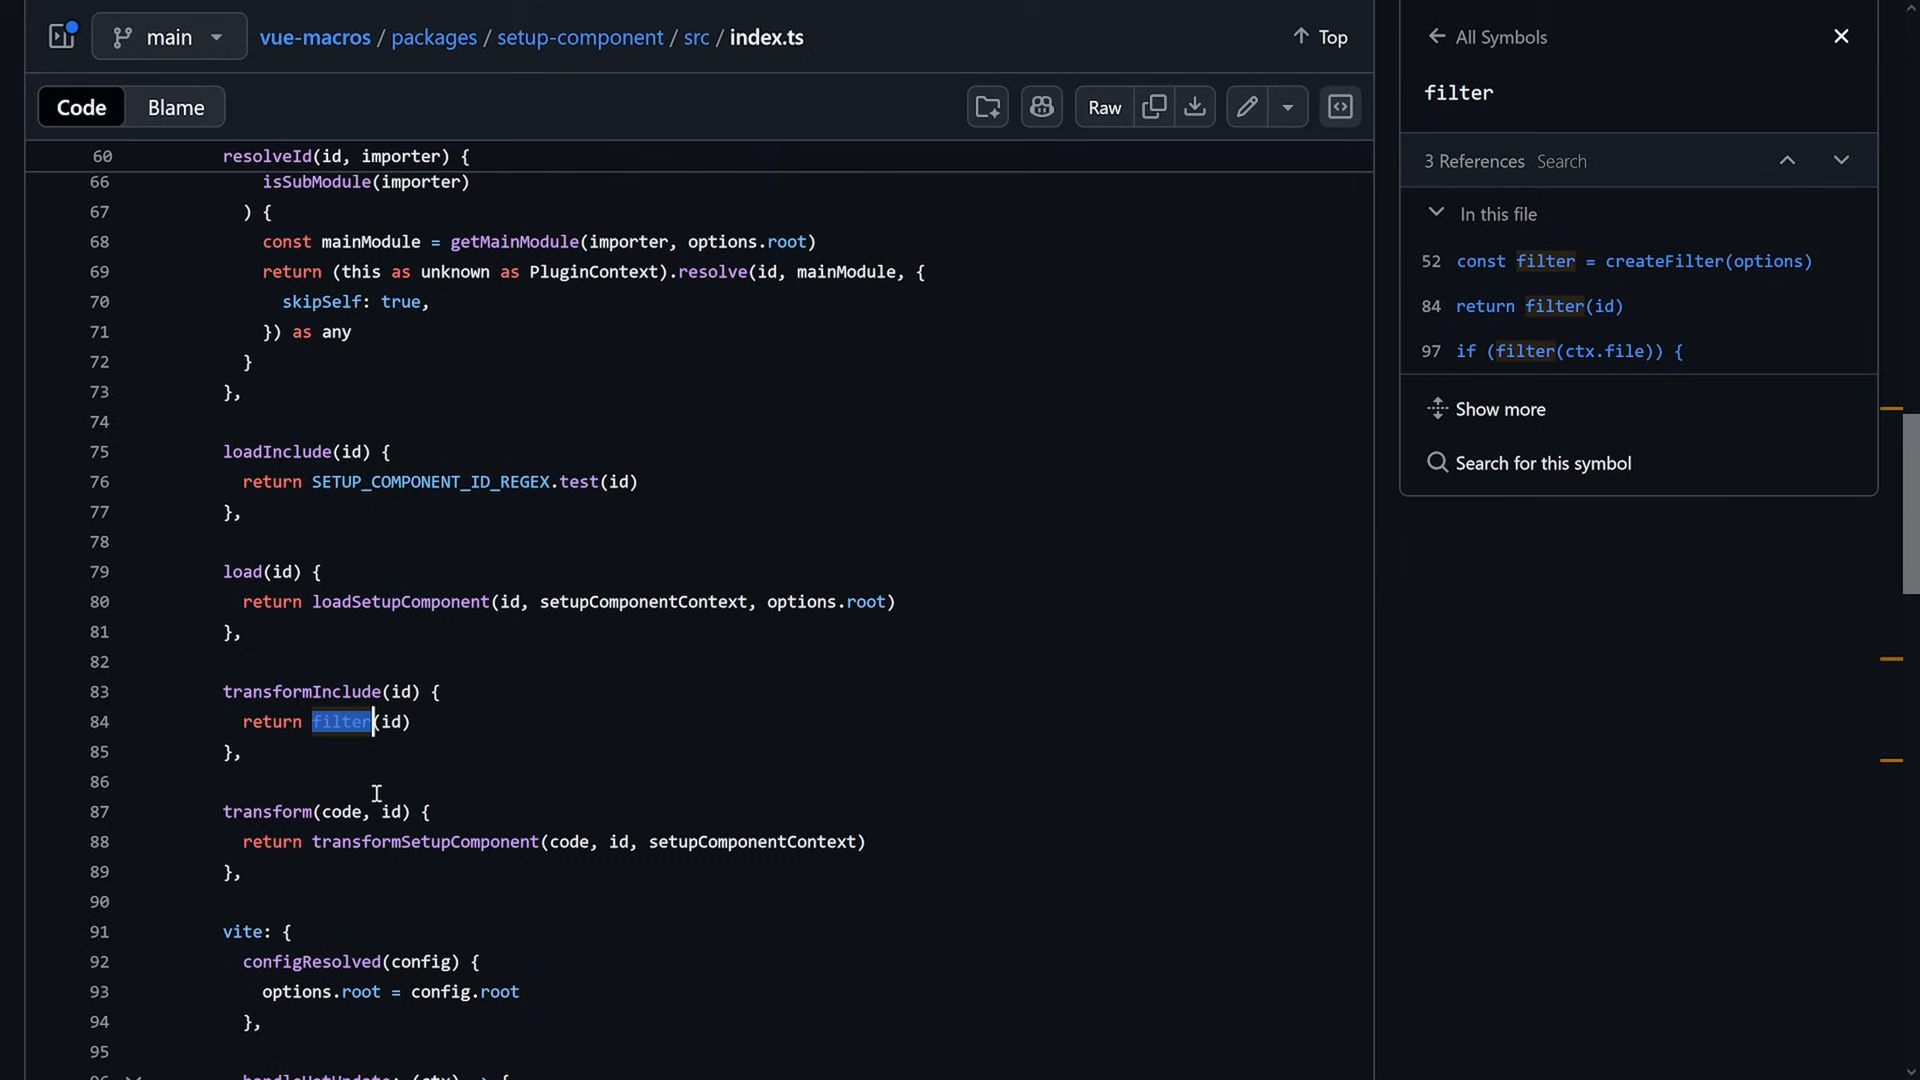 main
vue-macros / packages / setup-component / src / index.ts
Top
Code
Blame
Raw
60 resolveId(id, importer) {
66 isSubModule(importer)
67 ) {
68 const mainModule = getMainModule(importer, options.root)
69 return (this as unknown as PluginContext).resolve(id, mainModule, {
70 skipSelf: true,
71 }) as any
72 }
73 },
74
75 loadInclude(id) {
76 return SETUP_COMPONENT_ID_REGEX.test(id)
77 },
78
79 load(id) {
80 return loadSetupComponent(id, setupComponentContext, options.root)
81 },
82
83 transformInclude(id) {
84 return filter(id)
85 },
86
87 transform(code, id) {
88 return transformSetupComponent(code, id, setupComponentContext)
89 },
90
91 vite: {
92 configResolved(config) {
93 options.root = config.root
94 },
95
96 handleHotUpdate: (ctx) => {
All Symbols
filter
3 References Search
In this file
52 const filter = createFilter(options)
84 return filter(id)
97 if (filter(ctx.file)) {
Show more
Search for this symbol